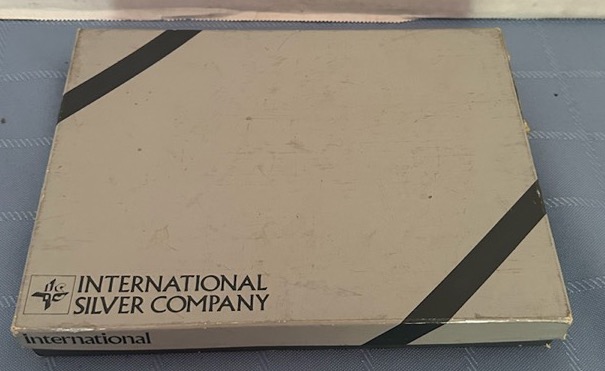 INTERNATIONAL
SILVER COMPANY
international